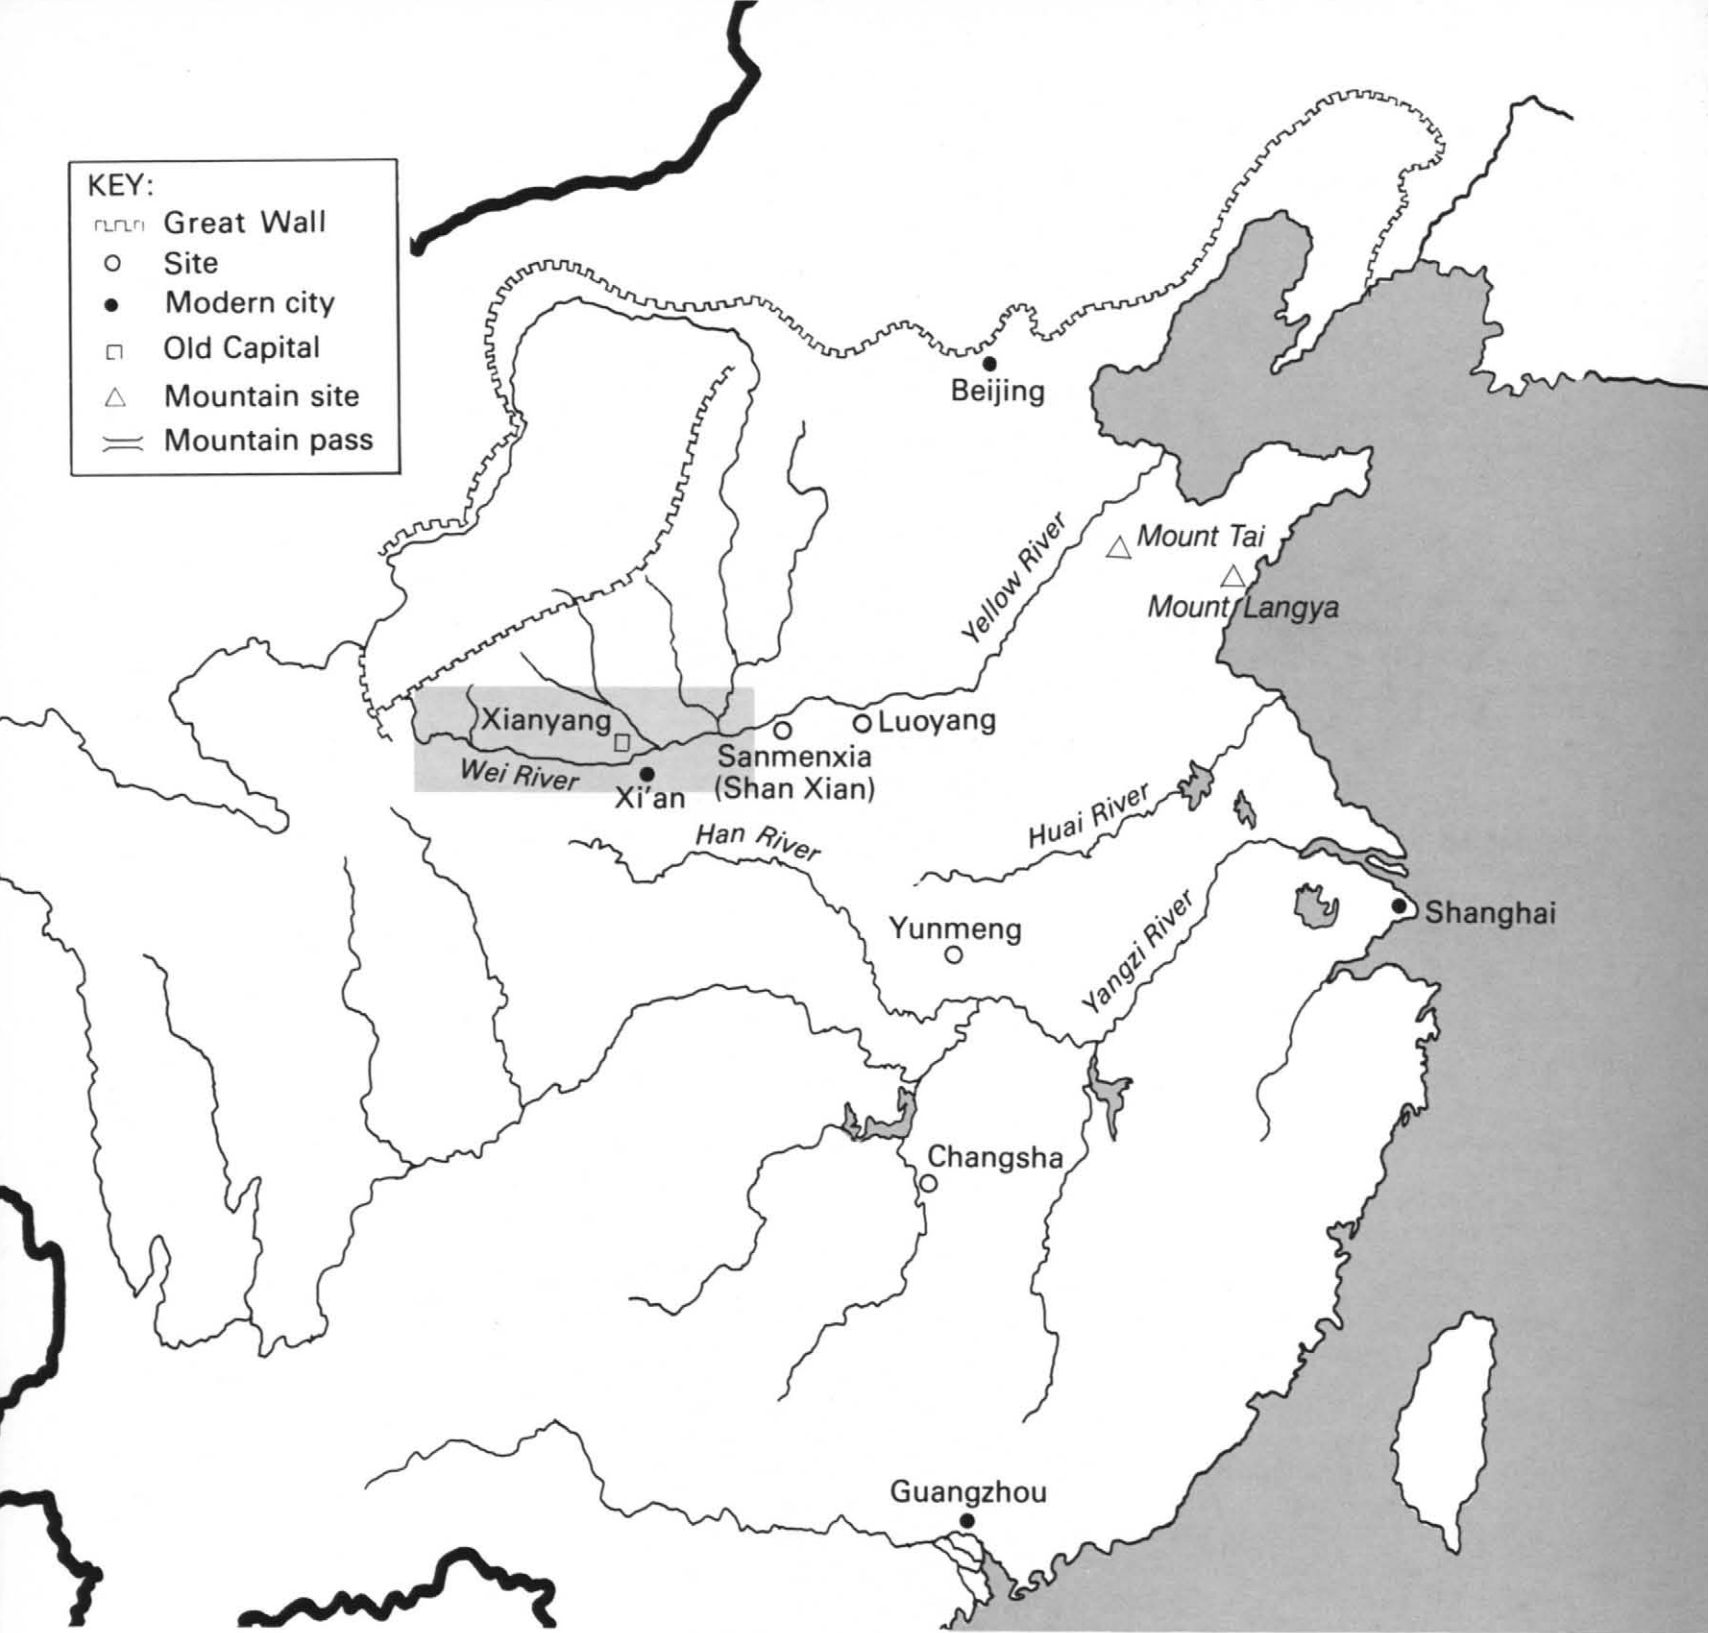 KEY:
Great Wall
Site
Modern city
Old Capital
Mountain site
Mountain pass
Beijing
Yellow River
Mount Tai
Mount Langya
Xianyang
Luoyang
Sanmenxia
(Shan Xian)
Wei River
Xi'an
Han River
Huai River
Yunmeng
Yangzi River
Shanghai
Changsha
Guangzhou